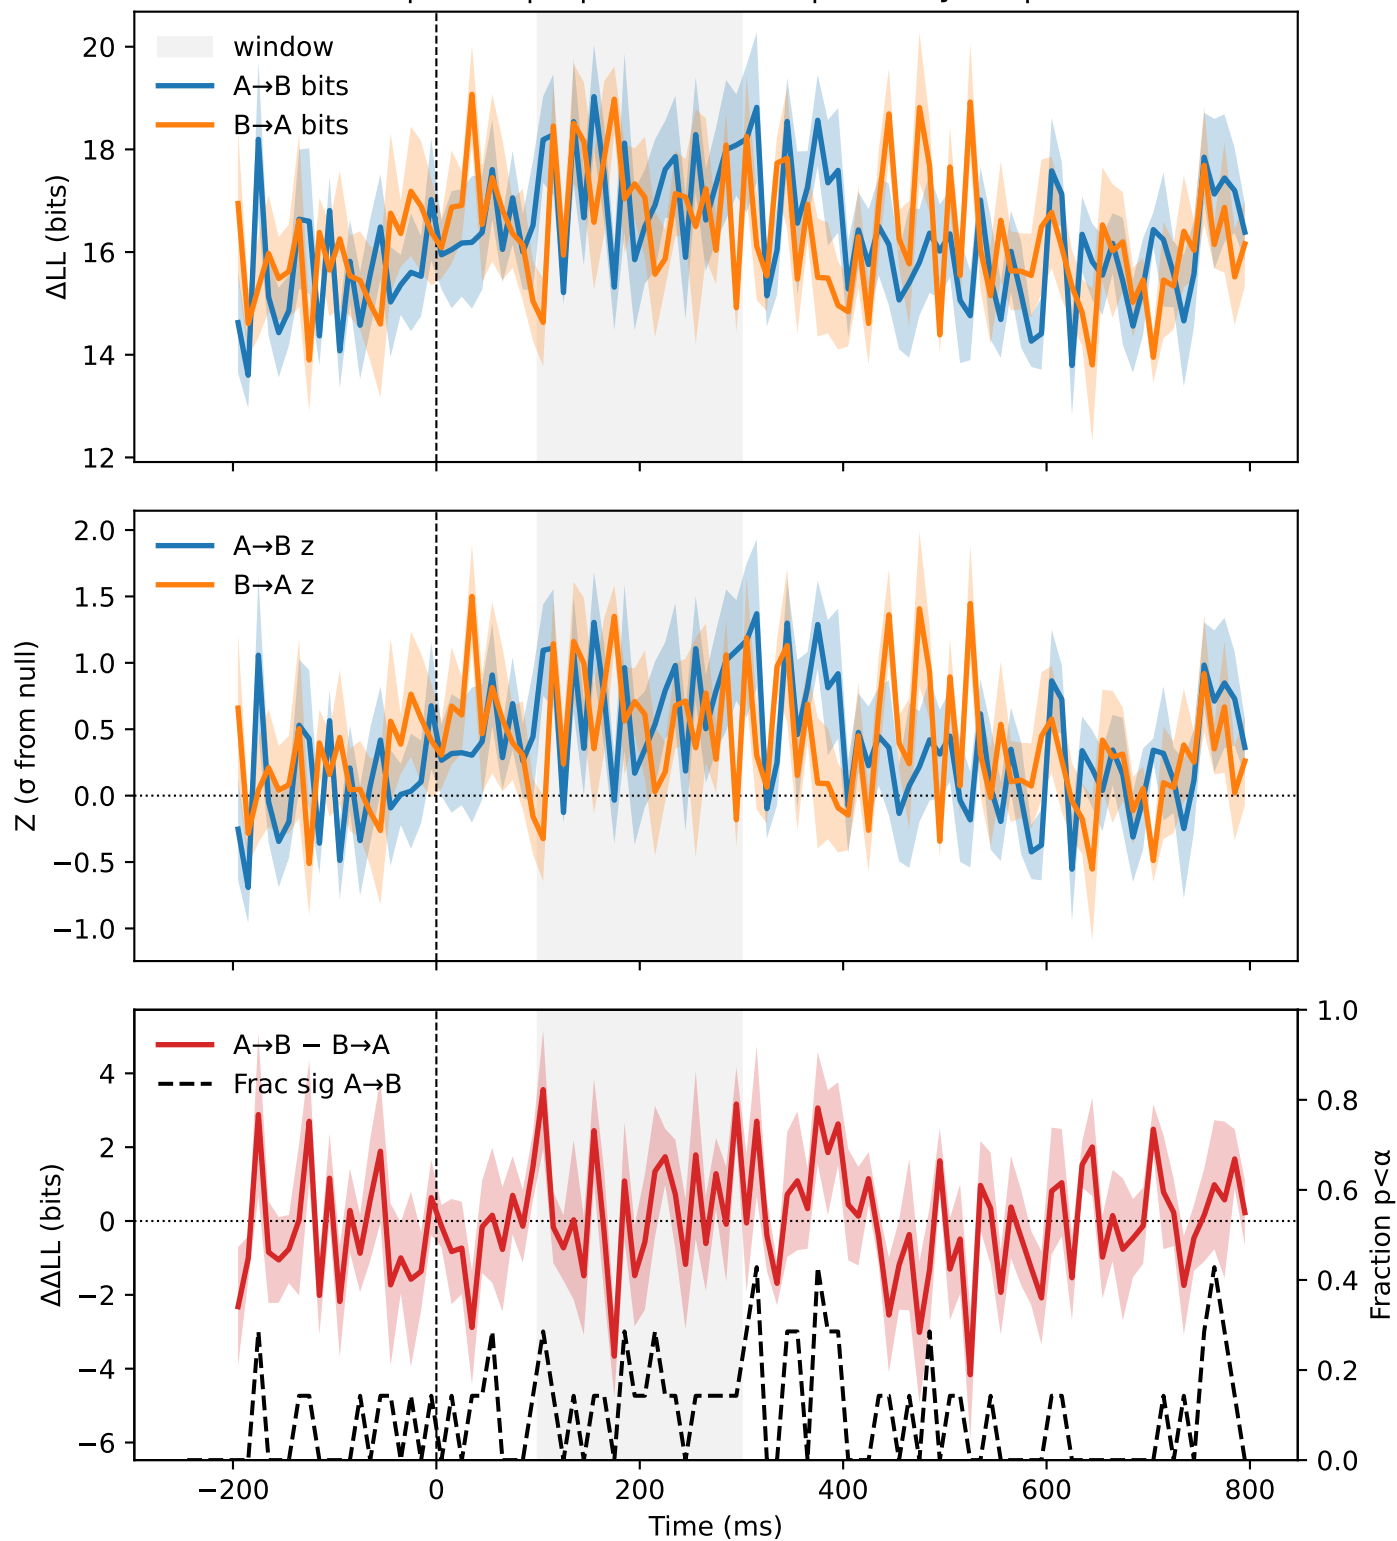 20
18
16
14
12
ΔLL (bits)
window
A→B bits
B→A bits
2.0
1.5
1.0
0.5
0.0
−0.5
−1.0
Z (σ from null)
A→B z
B→A z
4
2
0
−2
−4
−6
ΔΔLL (bits)
A→B − B→A
Frac sig A→B
1.0
0.8
0.6
0.4
0.2
0.0
Fraction p<α
−200 0 200 400 600 800
Time (ms)